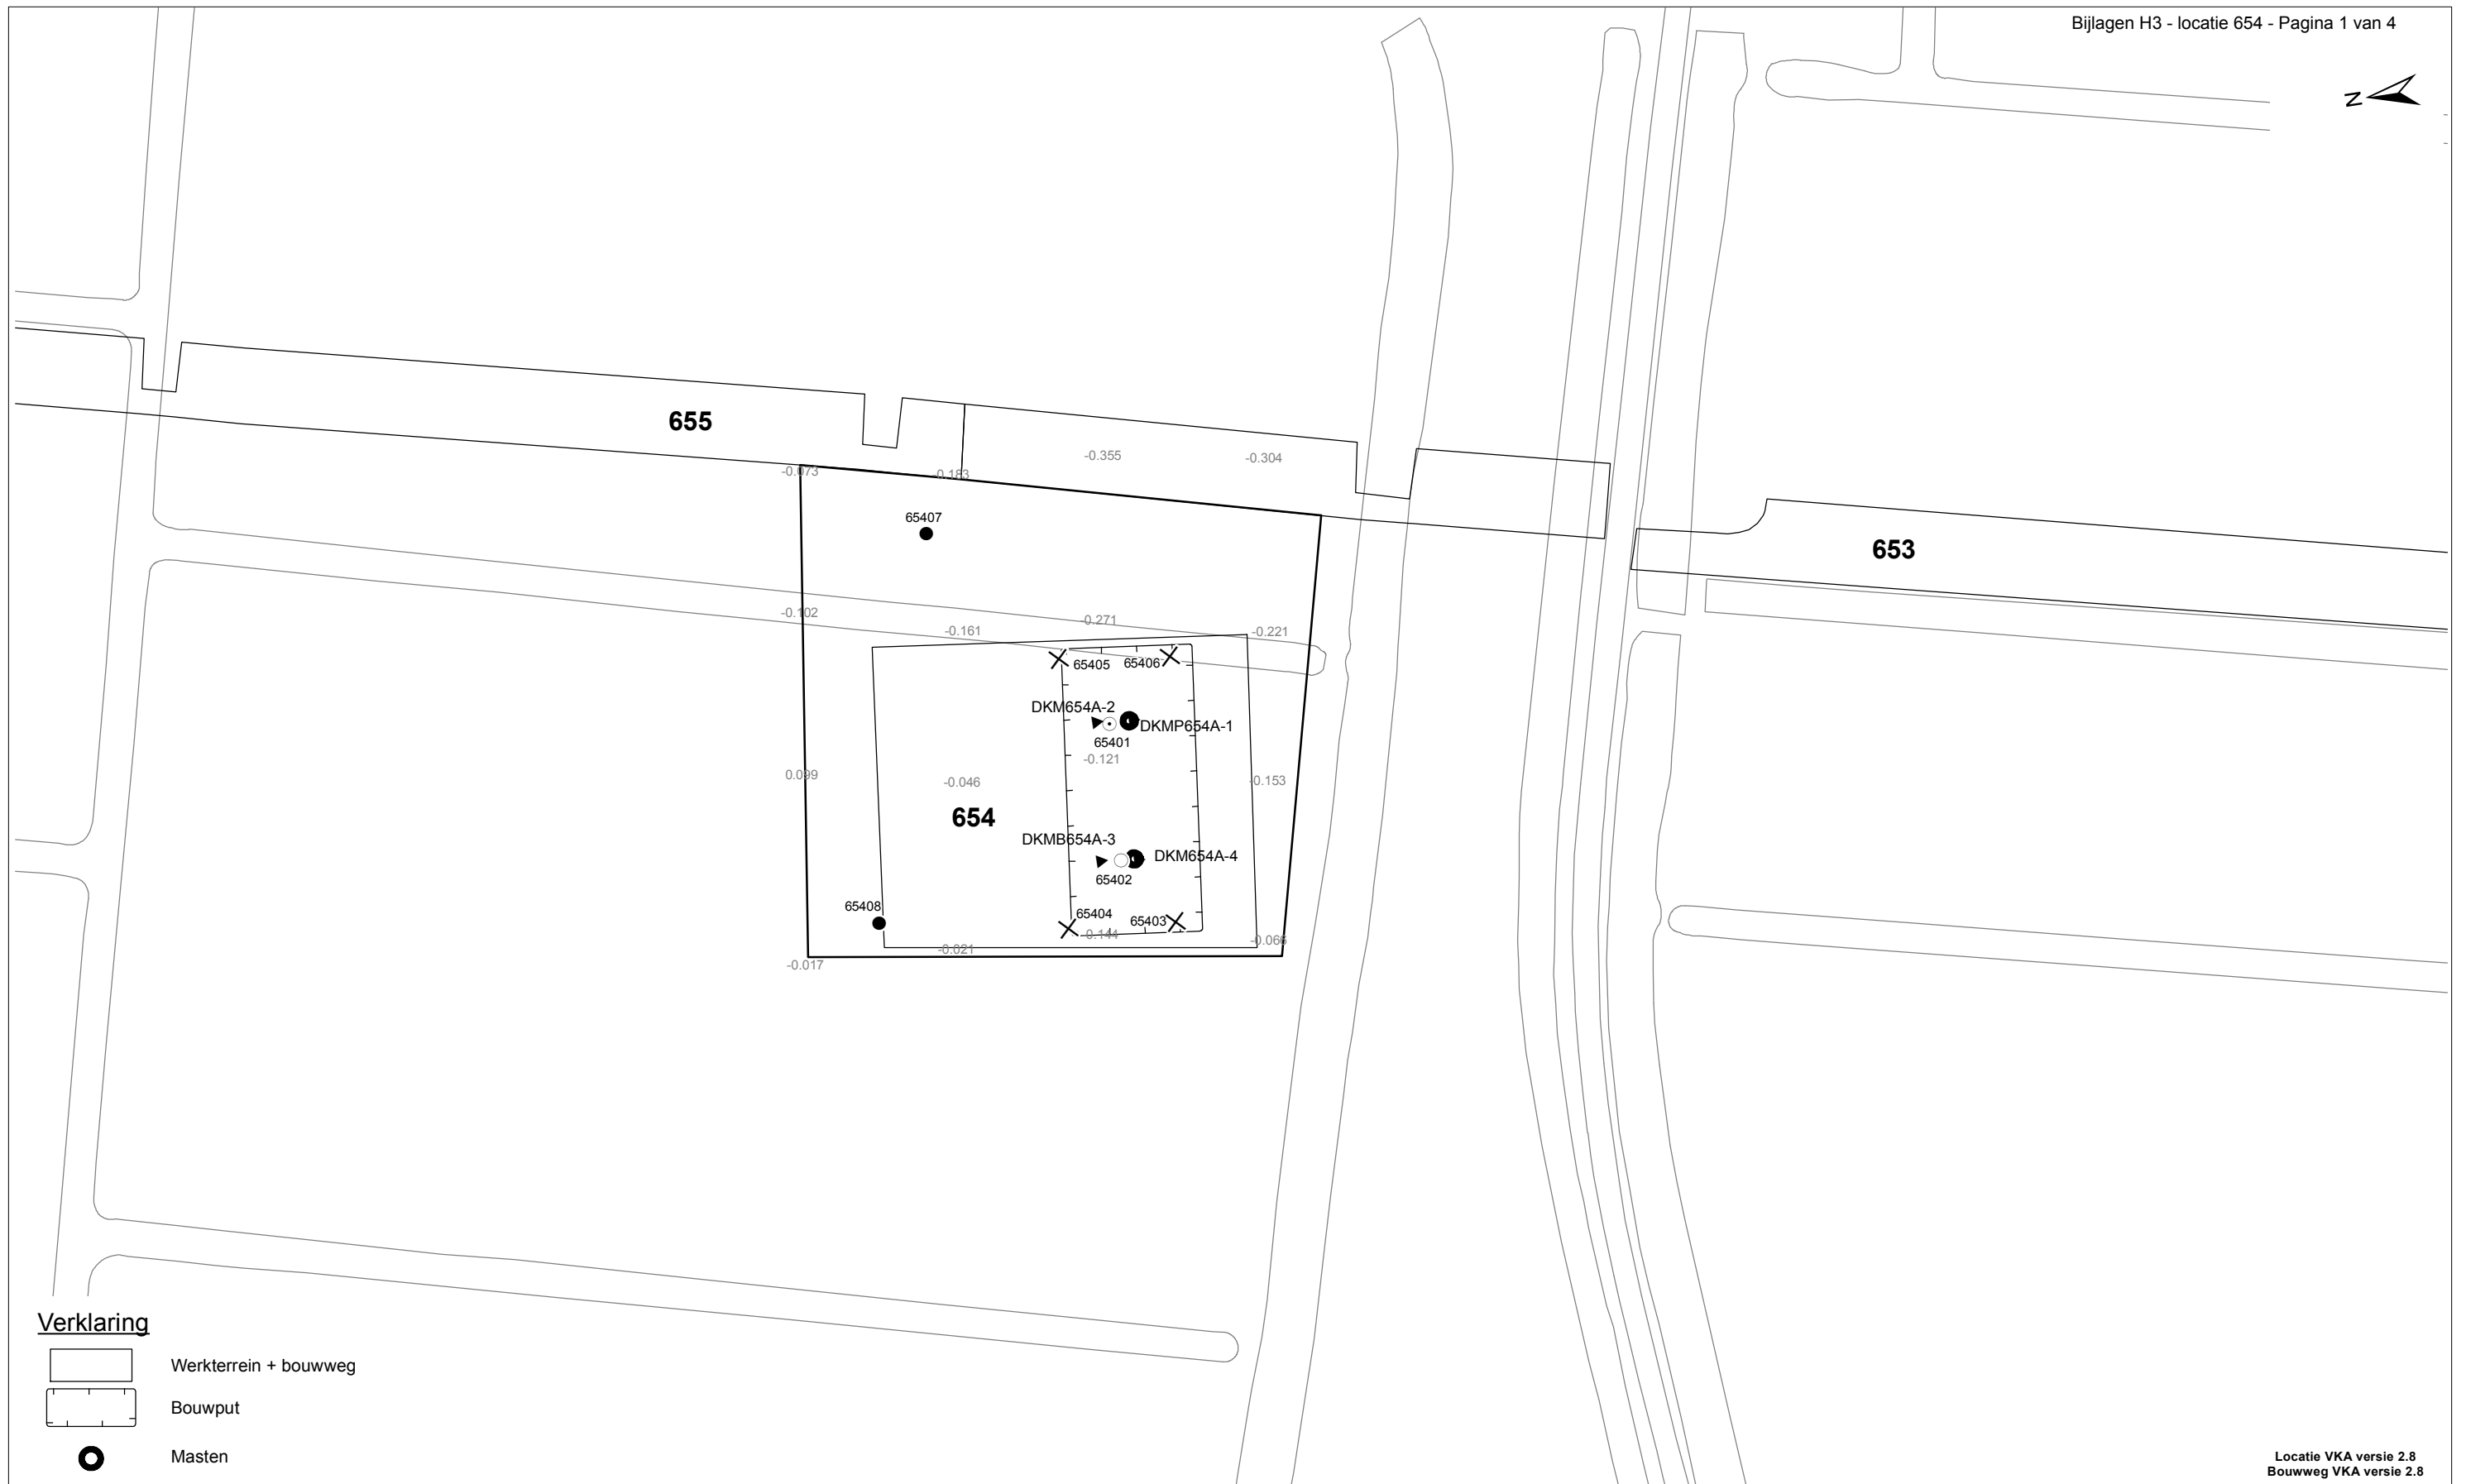 Bijlagen H3 - locatie 654 - Pagina 1 van 4
N
655
-0.355
-0.304
-0.073
-0.183
65407
653
-0.102
-0.161
-0.271
-0.221
65405
65406
DKM654A-2
DKMP654A-1
65401
-0.121
0.099
-0.046
-0.153
654
DKMB654A-3
DKM654A-4
65402
65408
65404
65403
-0.144
-0.066
-0.021
-0.017
Verklaring
Werkterrein + bouwweg
Bouwput
Masten
Locatie VKA versie 2.8
Bouwweg VKA versie 2.8